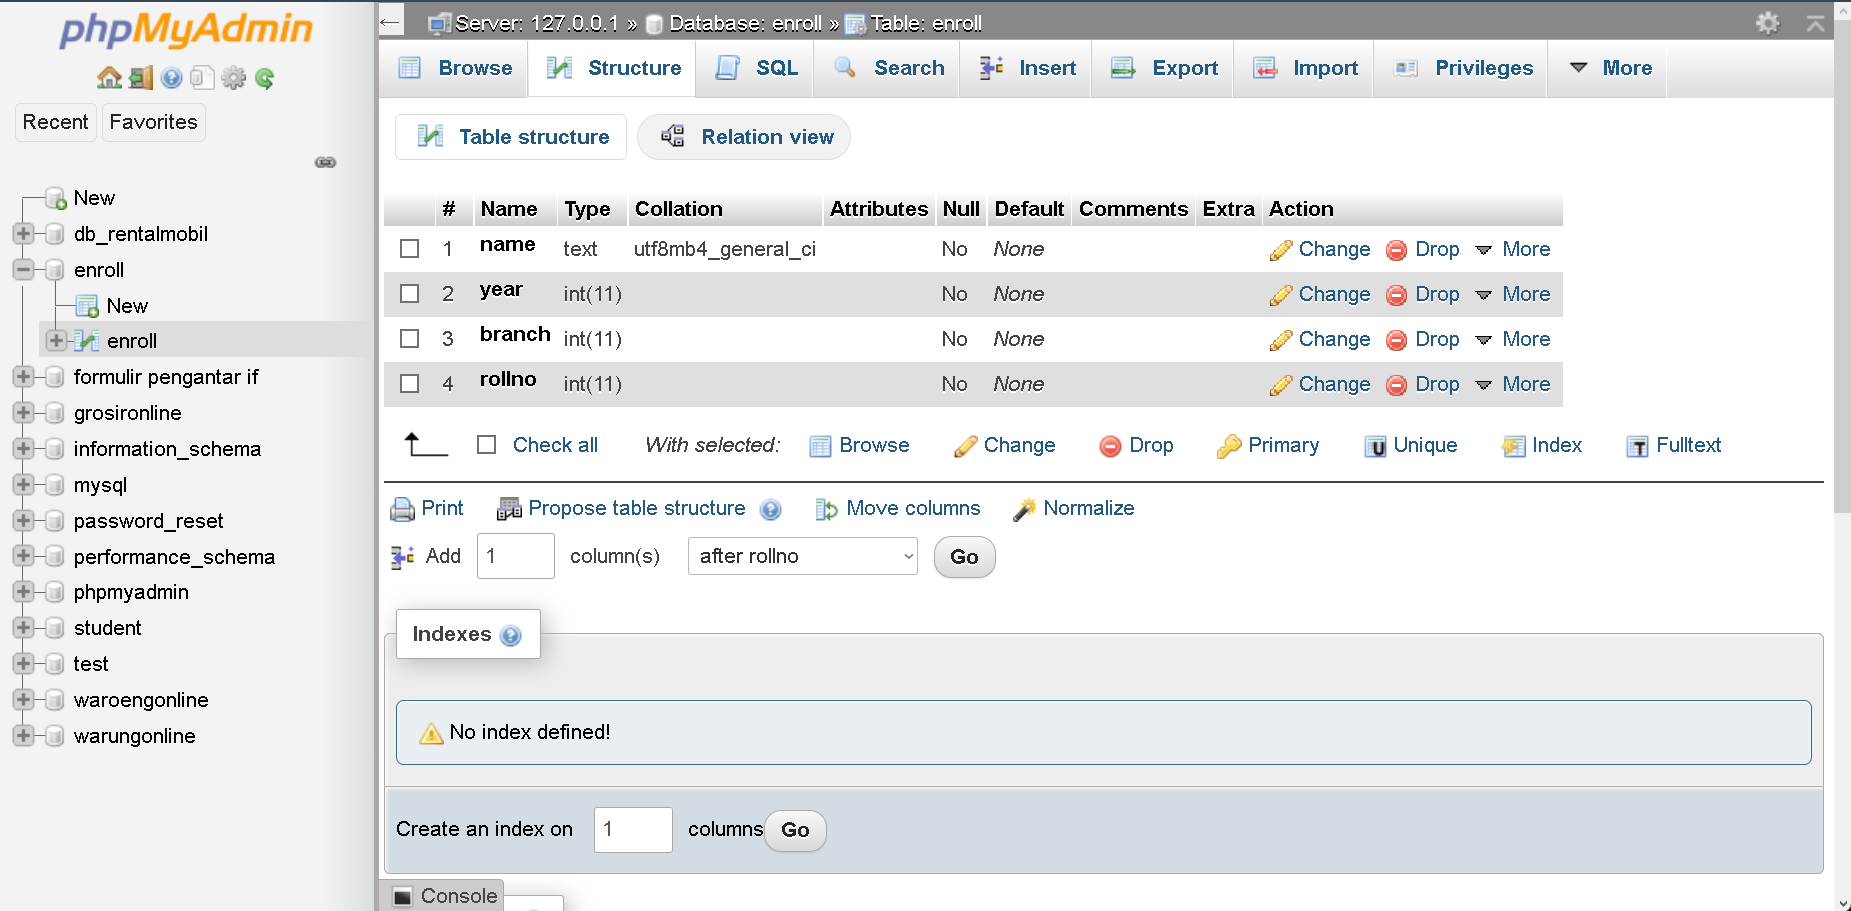 phpMyAdmin
Recent Favorites
New
db_rentalmobil
enroll
New
enroll
formulir pengantar if
grosironline
information_schema
mysql
password_reset
performance_schema
phpmyadmin
student
test
waroengonline
warungonline
Server: 127.0.0.1 » Database: enroll » Table: enroll
Browse Structure SQL Search Insert Export Import Privileges More
Table structure Relation view
# Name Type Collation Attributes Null Default Comments Extra Action
1 name text utf8mb4_general_ci No None Change Drop More
2 year int(11) No None Change Drop More
3 branch int(11) No None Change Drop More
4 rollno int(11) No None Change Drop More
Check all With selected: Browse Change Drop Primary Unique Index Fulltext
Print Propose table structure Move columns Normalize
Add 1 column(s) after rollno Go
Indexes
No index defined!
Create an index on 1 columns Go
Console